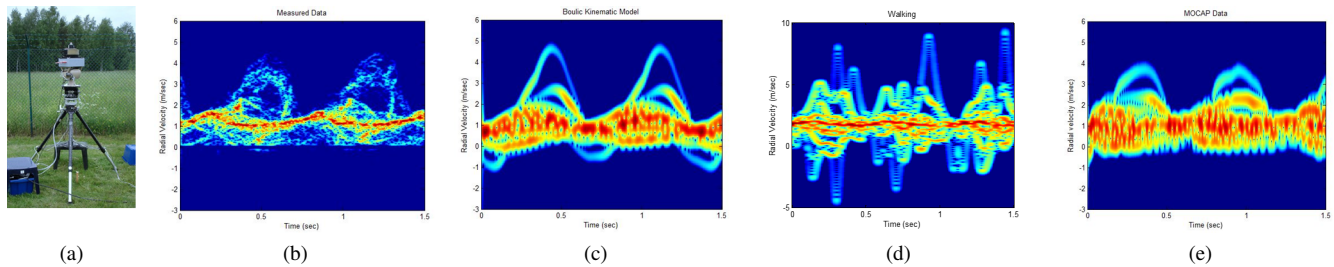 Measured Data
Radial Velocity (m/sec)
6
5
4
3
2
1
0
-1
-2
-3
0
0.5
1
1.5
Time (sec)
Boulic Kinematic Model
Radial Velocity (m/sec)
6
5
4
3
2
1
0
-1
-2
-3
0
0.5
1
1.5
Time (sec)
Walking
Radial Velocity (m/sec)
10
5
0
-5
0
0.5
1
1.5
Time (sec)
MOCAP Data
Radial velocity (m/sec)
6
5
4
3
2
1
0
-1
-2
-3
0
0.5
1
1.5
Time (sec)
(a)
(b)
(c)
(d)
(e)